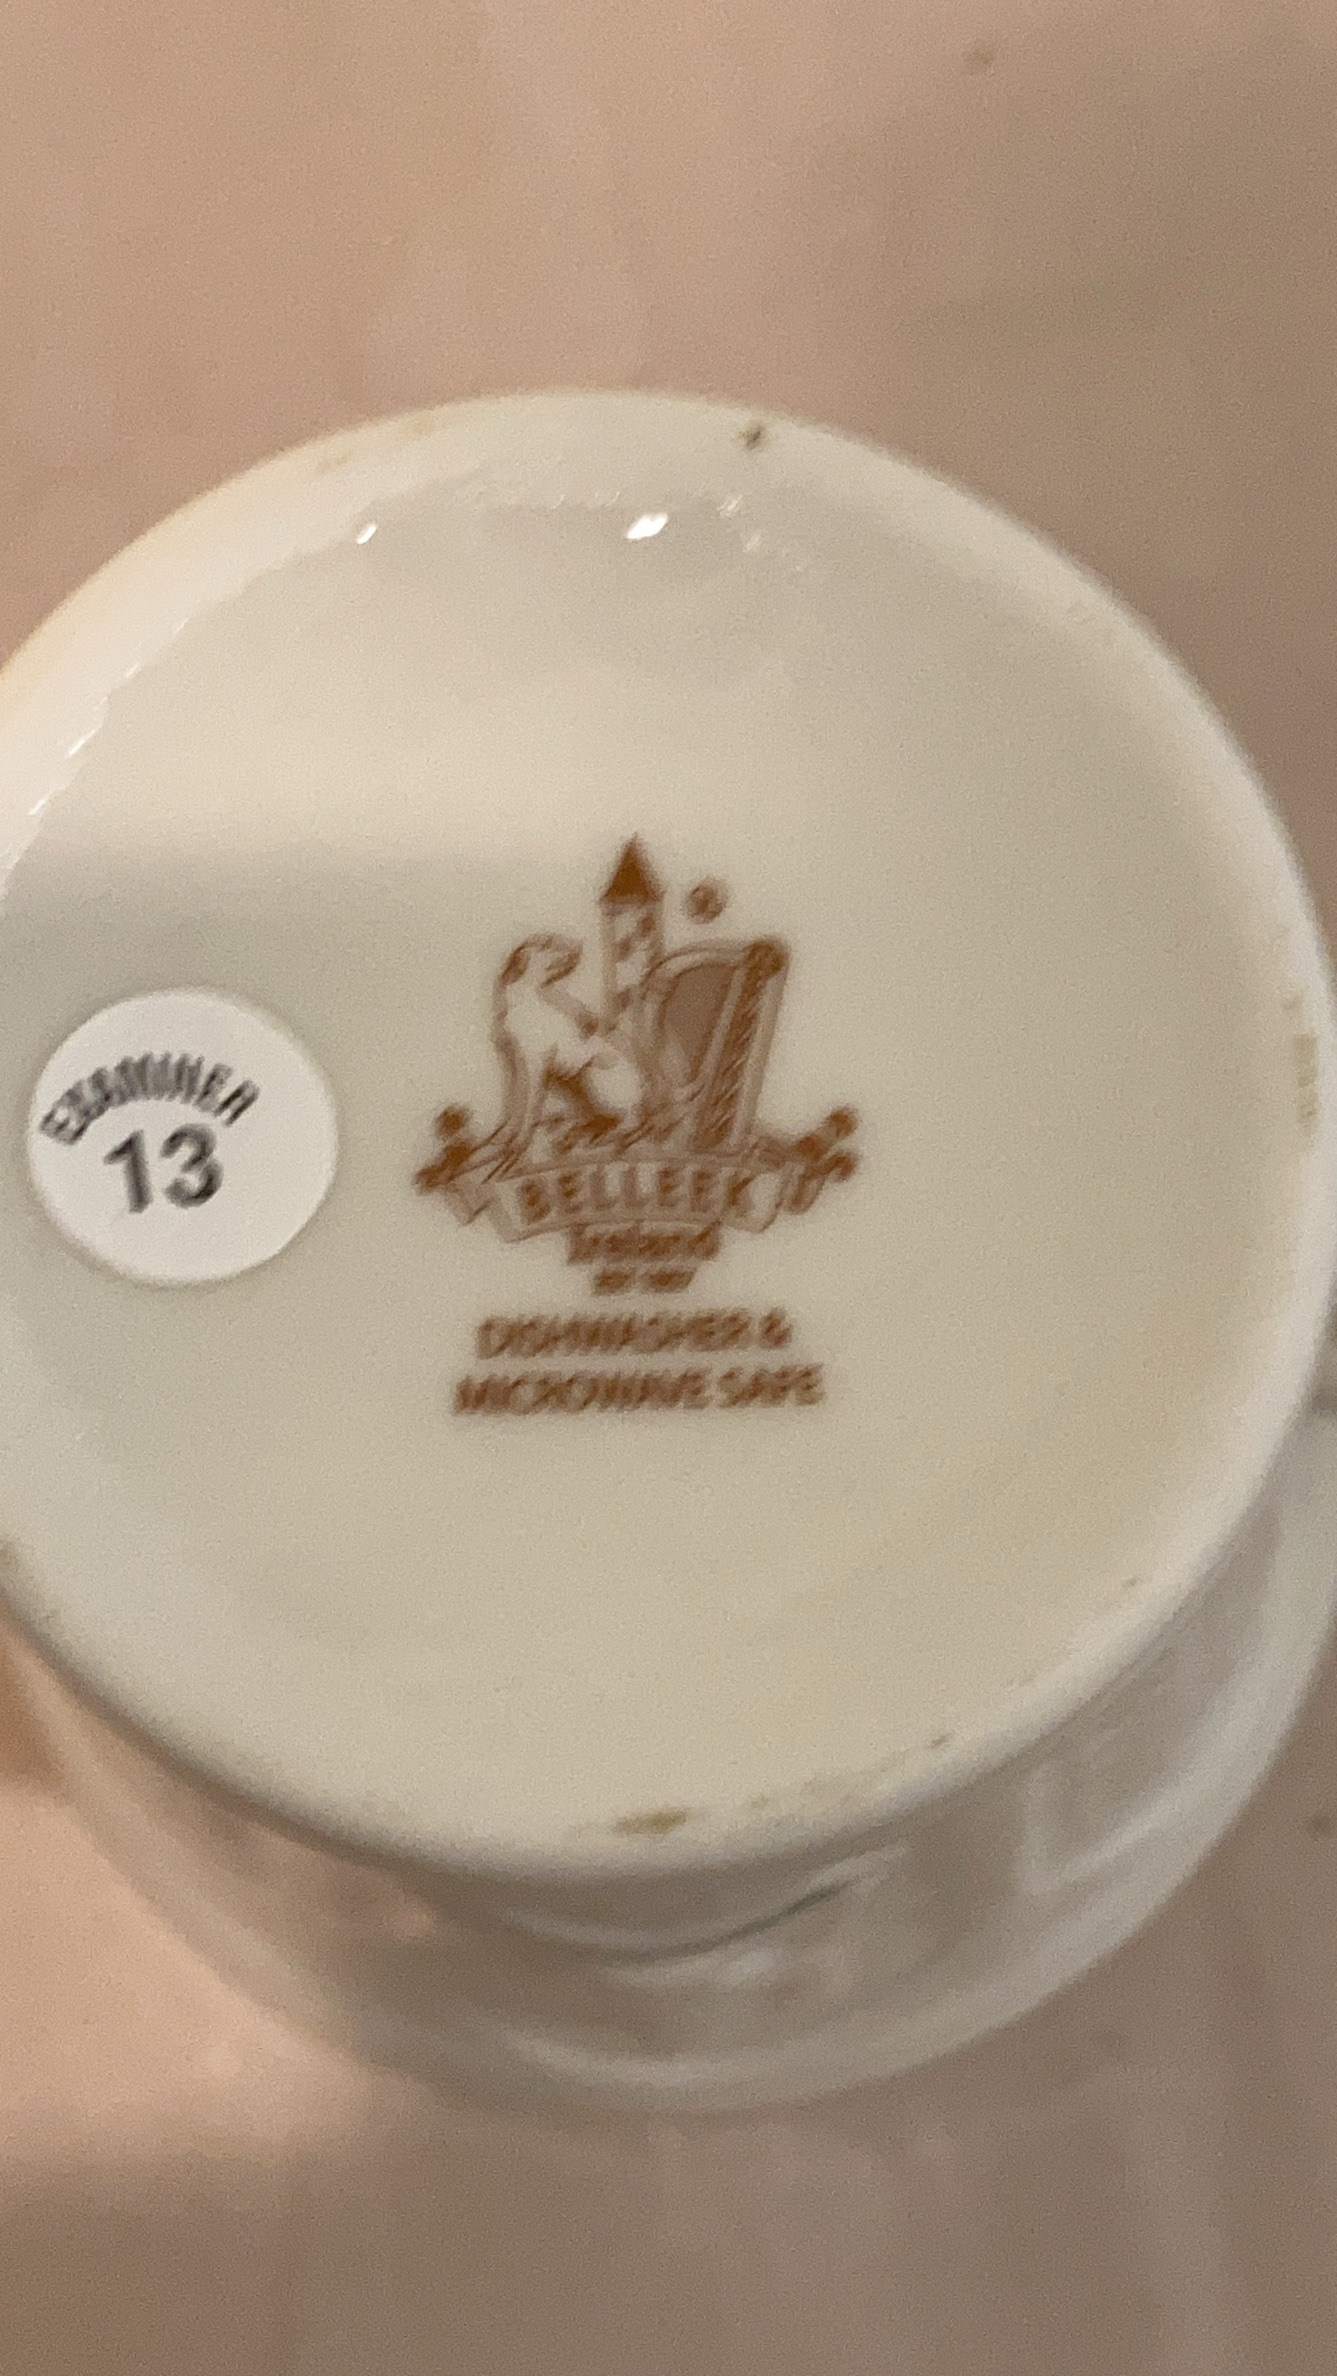 EXAMINER
13
BELLEEK
Ireland
DISHWASHER &
MICROWAVE SAFE